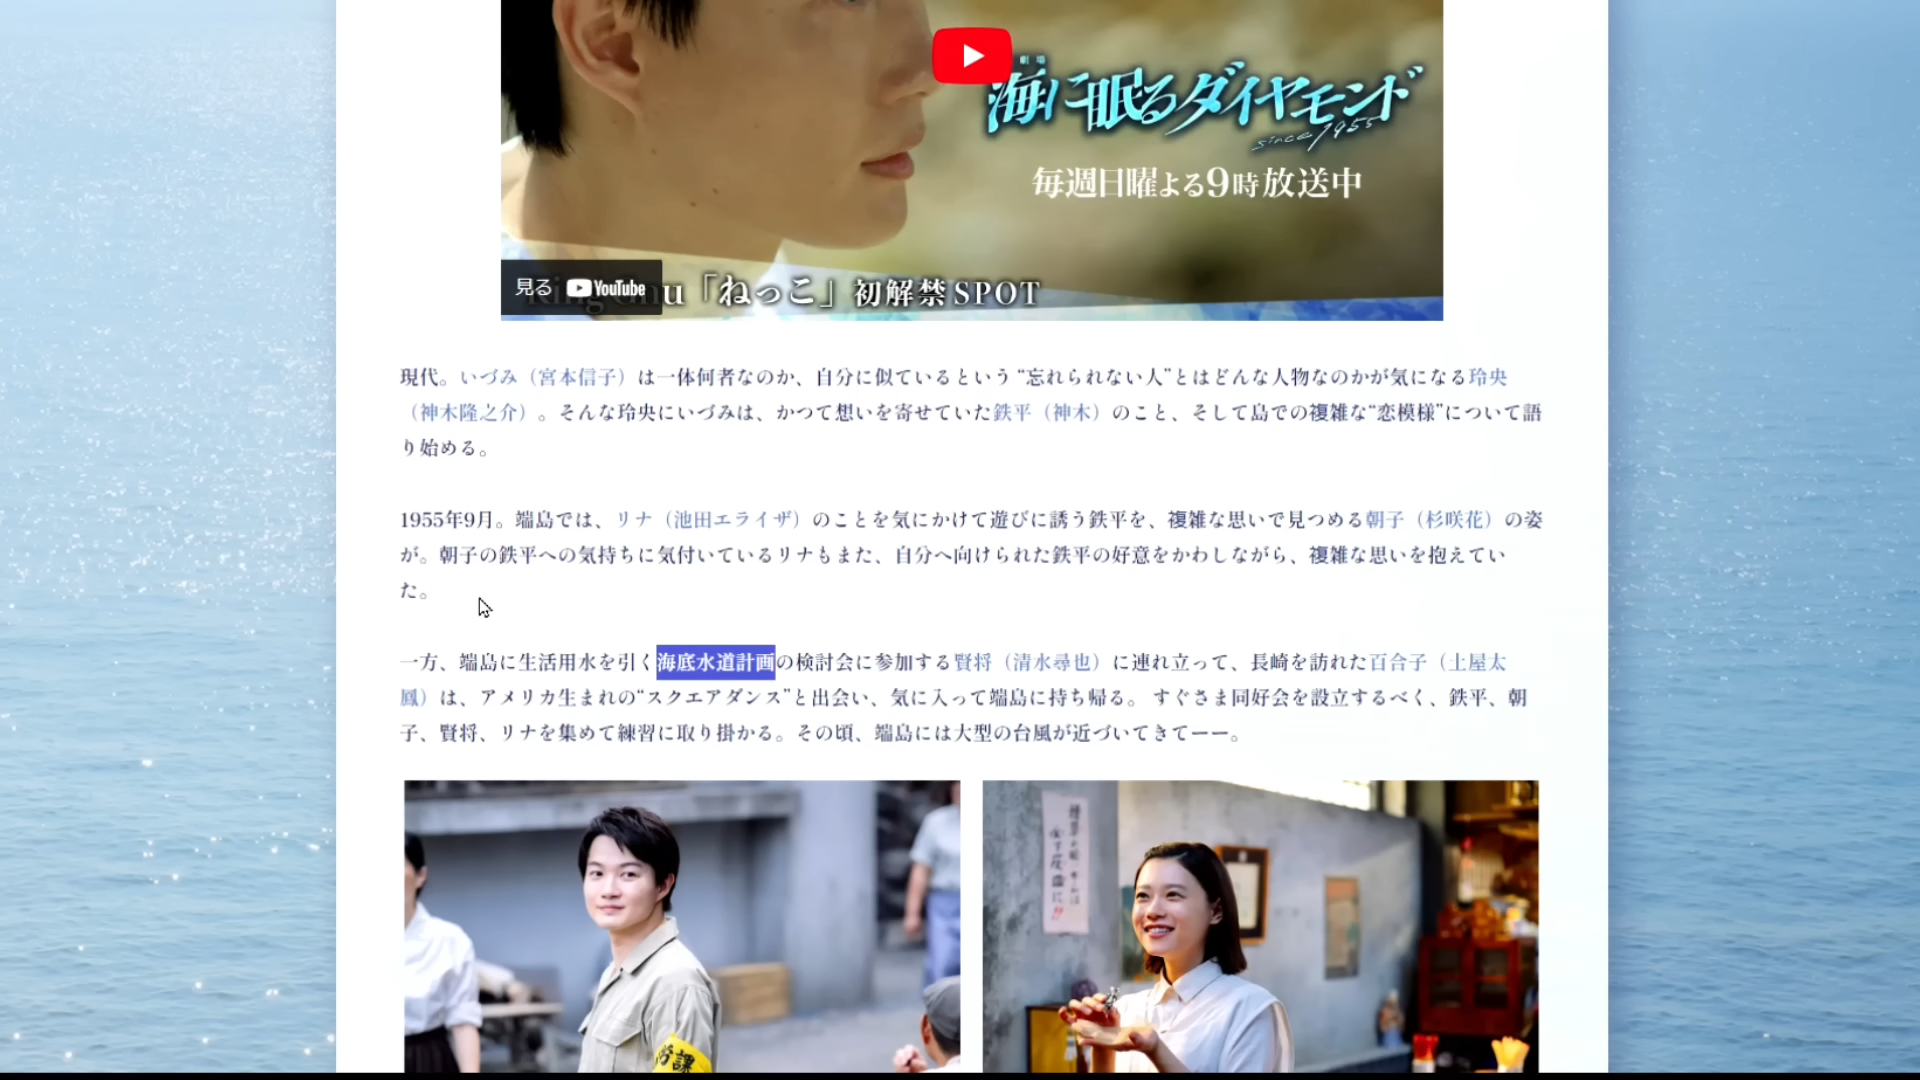 劇場
海に眠るダイヤモンド
since 1955
毎週日曜よる9時放送中
見る YouTube
nu「ねっこ」初解禁SPOT
現代。いづみ（宮本信子）は一体何者なのか、自分に似ているという “忘れられない人”とはどんな人物なのかが気になる玲央
（神木隆之介）。そんな玲央にいづみは、かつて想いを寄せていた鉄平（神木）のこと、そして島での複雑な“恋模様”について語
り始める。
1955年9月。端島では、リナ（池田エライザ）のことを気にかけて遊びに誘う鉄平を、複雑な思いで見つめる朝子（杉咲花）の姿
が。朝子の鉄平への気持ちに気付いているリナもまた、自分へ向けられた鉄平の好意をかわしながら、複雑な思いを抱えてい
た。
一方、端島に生活用水を引く海底水道計画の検討会に参加する賢将（清水尋也）に連れ立って、長崎を訪れた百合子（土屋太
鳳）は、アメリカ生まれの“スクエアダンス”と出会い、気に入って端島に持ち帰る。 すぐさま同好会を設立するべく、鉄平、朝
子、賢将、リナを集めて練習に取り掛かる。その頃、端島には大型の台風が近づいてきてーー。
労課